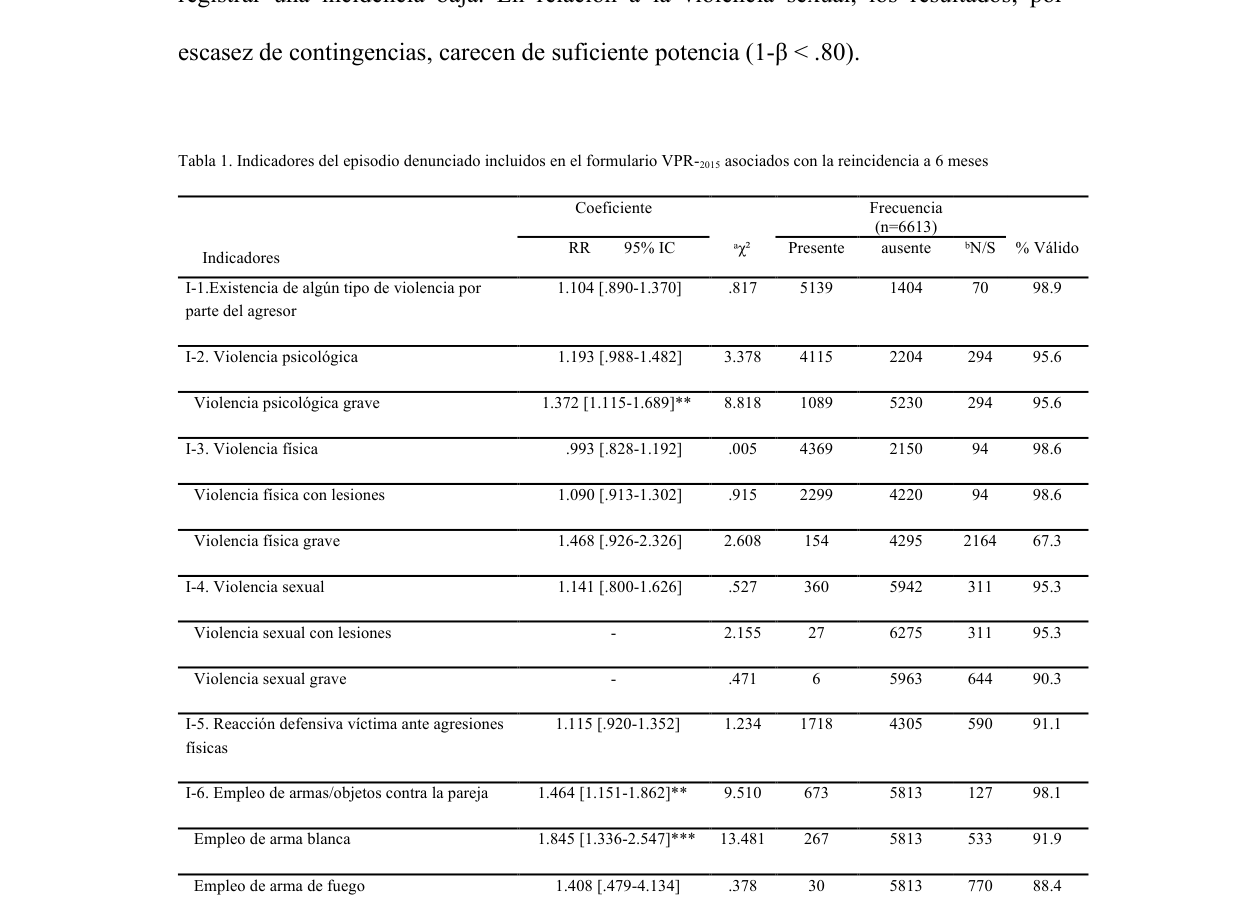 registrar una incidencia baja. En relación a la violencia sexual, los resultados, por
escasez de contingencias, carecen de suficiente potencia (1-β < .80).
Tabla 1. Indicadores del episodio denunciado incluidos en el formulario VPR-2015 asociados con la reincidencia a 6 meses
Coeficiente Frecuencia
(n=6613)
Indicadores RR 95% IC ᵃχ² Presente ausente ᵇN/S % Válido
I-1.Existencia de algún tipo de violencia por 1.104 [.890-1.370] .817 5139 1404 70 98.9
parte del agresor
I-2. Violencia psicológica 1.193 [.988-1.482] 3.378 4115 2204 294 95.6
Violencia psicológica grave 1.372 [1.115-1.689]** 8.818 1089 5230 294 95.6
I-3. Violencia física .993 [.828-1.192] .005 4369 2150 94 98.6
Violencia física con lesiones 1.090 [.913-1.302] .915 2299 4220 94 98.6
Violencia física grave 1.468 [.926-2.326] 2.608 154 4295 2164 67.3
I-4. Violencia sexual 1.141 [.800-1.626] .527 360 5942 311 95.3
Violencia sexual con lesiones - 2.155 27 6275 311 95.3
Violencia sexual grave - .471 6 5963 644 90.3
I-5. Reacción defensiva víctima ante agresiones 1.115 [.920-1.352] 1.234 1718 4305 590 91.1
físicas
I-6. Empleo de armas/objetos contra la pareja 1.464 [1.151-1.862]** 9.510 673 5813 127 98.1
Empleo de arma blanca 1.845 [1.336-2.547]*** 13.481 267 5813 533 91.9
Empleo de arma de fuego 1.408 [.479-4.134] .378 30 5813 770 88.4